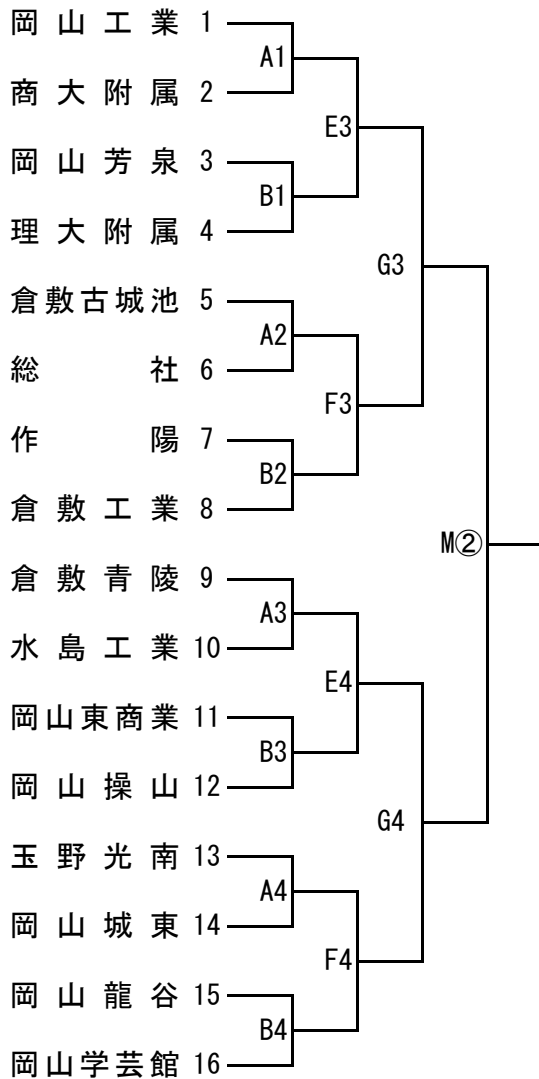 岡山工業 1
A1
商大附属 2
E3
岡山芳泉 3
B1
理大附属 4
G3
倉敷古城池 5
A2
総社 6
F3
作陽 7
B2
倉敷工業 8
M②
倉敷青陵 9
A3
水島工業 10
E4
岡山東商業 11
B3
岡山操山 12
G4
玉野光南 13
A4
岡山城東 14
F4
岡山龍谷 15
B4
岡山学芸館 16